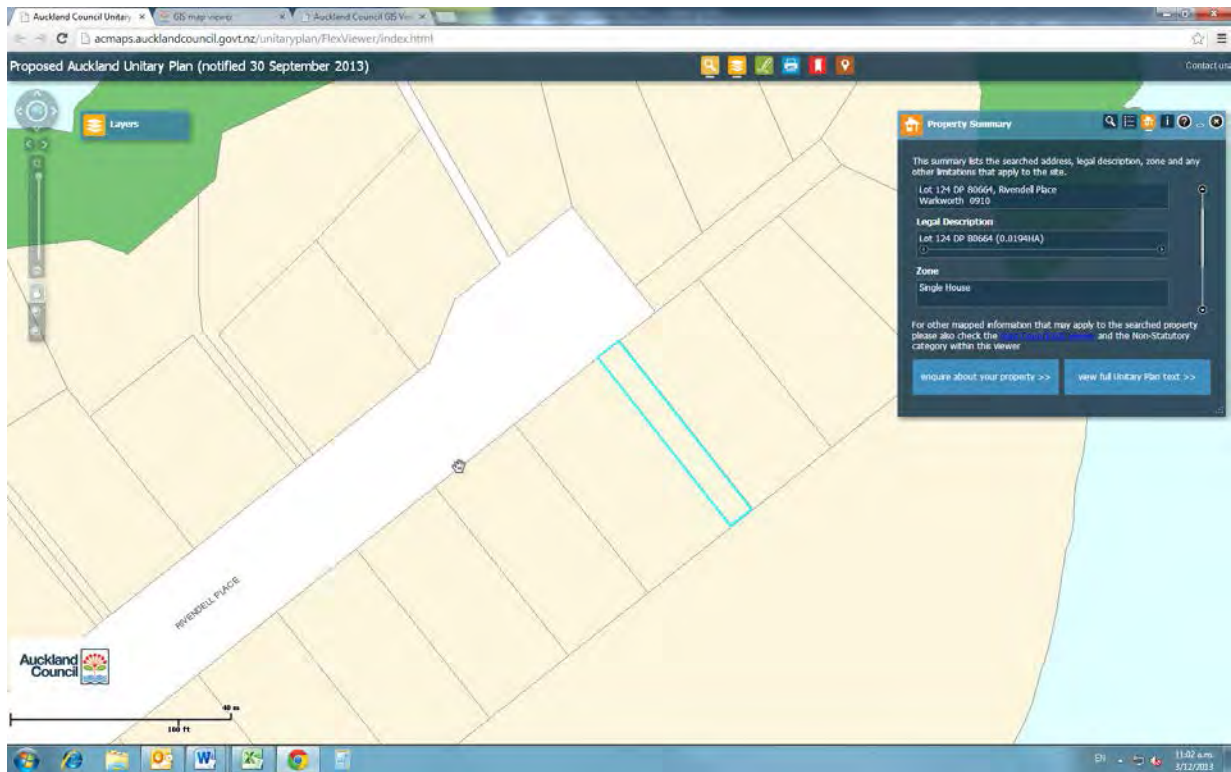 Auckland Council Unitary
GIS map viewer
Auckland Council GIS
acmaps.aucklandcouncil.govt.nz/unitaryplan/FlexViewer/index.html
Proposed Auckland Unitary Plan (notified 30 September 2013)
Contact us
Layers
Property Summary
This summary lists the searched address, legal description, zone and any
other limitations that apply to the site.
Lot 124 DP 80664, Rivendell Place
Warkworth 0910
Legal Description
Lot 124 DP 80664 (0.0194HA)
Zone
Single House
For other mapped information that may apply to the searched property
please also check the and the Non-Statutory
category within this viewer
enquire about your property >>
view full Unitary Plan text >>
RIVENDELL PLACE
Auckland
Council
40 m
100 ft
EN
11:02 a.m.
3/12/2013